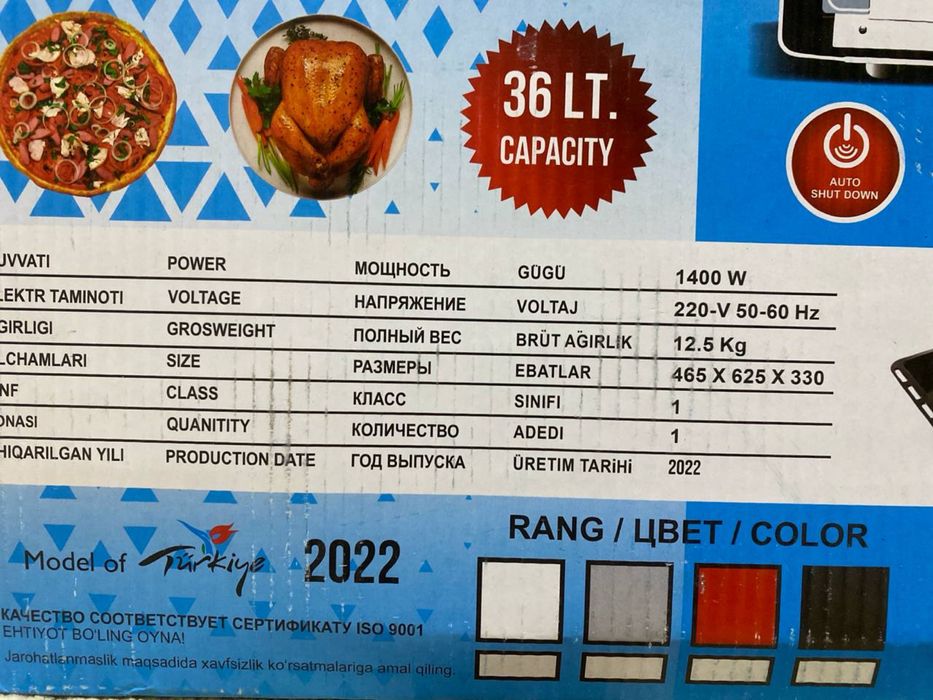 36 LT.
CAPACITY
AUTO
SHUT DOWN
UVVATI POWER МОЩНОСТЬ GÜGÜ 1400 W
LEKTR TAMINOTI VOLTAGE НАПРЯЖЕНИЕ VOLTAJ 220-V 50-60 Hz
GIRLIGI GROSWEIGHT ПОЛНЫЙ ВЕС BRÜT AĞIRLIK 12.5 Kg
LCHAMLARI SIZE РАЗМЕРЫ EBATLAR 465 X 625 X 330
NF CLASS КЛАСС SINIFI 1
ONASI QUANITITY КОЛИЧЕСТВО ADEDI 1
HIQARILGAN YILI PRODUCTION DATE ГОД ВЫПУСКА ÜRETIM TARiHi 2022
RANG / ЦВЕТ / COLOR
Model of Türkiye 2022
КАЧЕСТВО СООТВЕТСТВУЕТ СЕРТИФИКАТУ ISO 9001
EHTIYOT BO'LING OYNA!
Jarohatlanmaslik maqsadida xavfsizlik ko'rsatmalariga amal qiling.